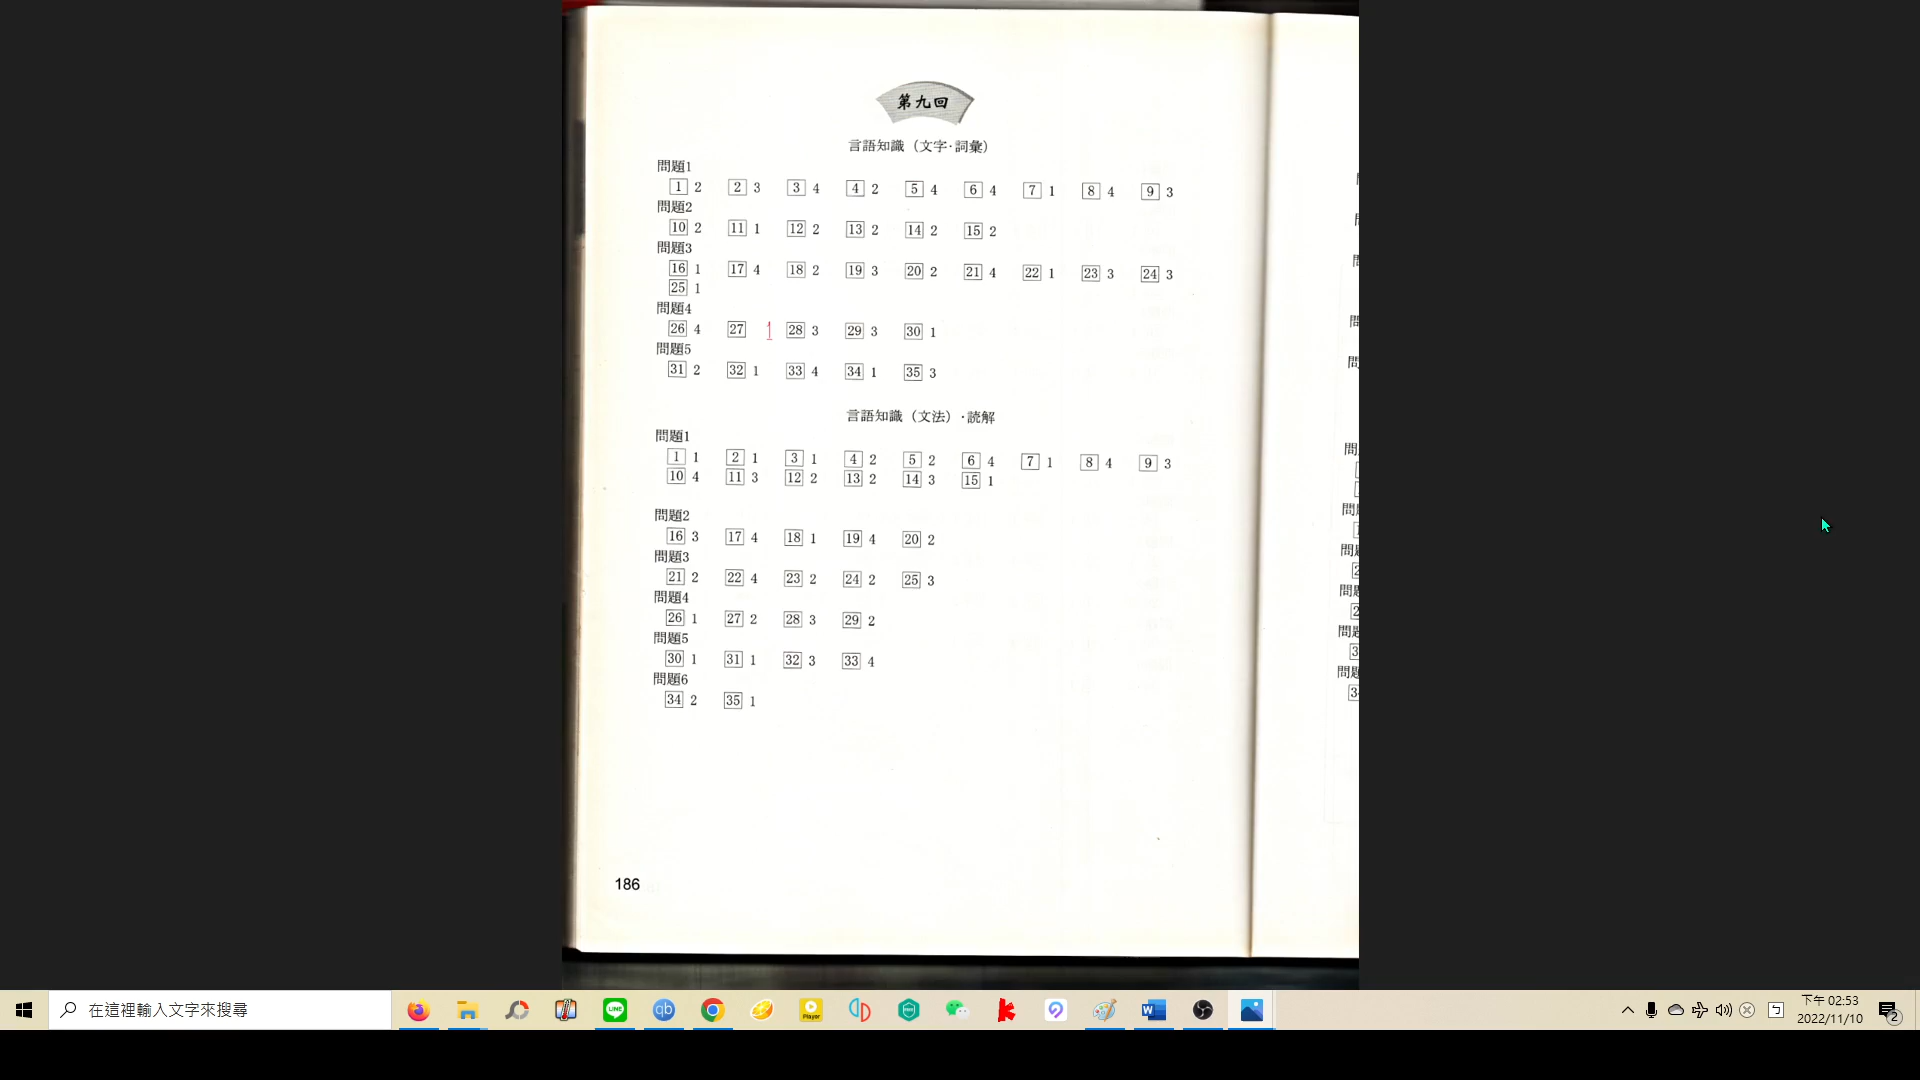 第九回
言語知識（文字·詞彙）
問題1
1 2 2 3 3 4 4 2 5 4 6 4 7 1 8 4 9 3
問題2
10 2 11 1 12 2 13 2 14 2 15 2
問題3
16 1 17 4 18 2 19 3 20 2 21 4 22 1 23 3 24 3
25 1
問題4
26 4 27 1 28 3 29 3 30 1
問題5
31 2 32 1 33 4 34 1 35 3
言語知識（文法）·読解
問題1
1 1 2 1 3 1 4 2 5 2 6 4 7 1 8 4 9 3
10 4 11 3 12 2 13 2 14 3 15 1
問題2
16 3 17 4 18 1 19 4 20 2
問題3
21 2 22 4 23 2 24 2 25 3
問題4
26 1 27 2 28 3 29 2
問題5
30 1 31 1 32 3 33 4
問題6
34 2 35 1
186
在這裡輸入文字來搜尋
LINE
qb
Player
W
ㄅ
下午 02:53
2022/11/10
2